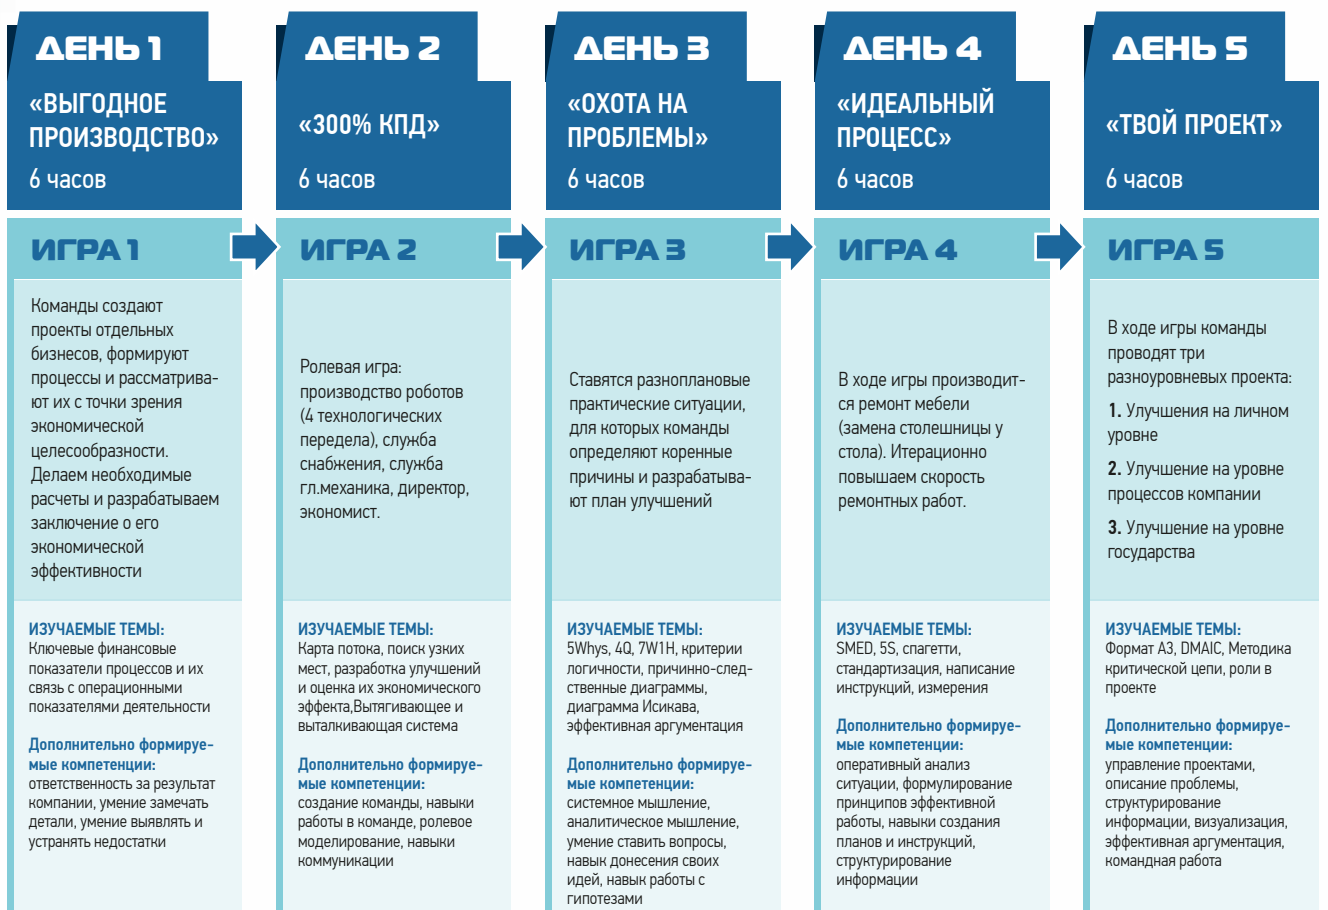 ДЕНЬ 1
«ВЫГОДНОЕ
ПРОИЗВОДСТВО»
6 часов
ИГРА 1
Команды создают
проекты отдельных
бизнесов, формируют
процессы и рассматрива-
ют их с точки зрения
экономической
целесообразности.
Делаем необходимые
расчеты и разрабатываем
заключение о его
экономической
эффективности
ИЗУЧАЕМЫЕ ТЕМЫ:
Ключевые финансовые
показатели процессов и их
связь с операционными
показателями деятельности
Дополнительно формируе-
мые компетенции:
ответственность за результат
компании, умение замечать
детали, умение выявлять и
устранять недостатки
ДЕНЬ 2
«300% КПД»
6 часов
ИГРА 2
Ролевая игра:
производство роботов
(4 технологических
передела), служба
снабжения, служба
гл.механика, директор,
экономист.
ИЗУЧАЕМЫЕ ТЕМЫ:
Карта потока, поиск узких
мест, разработка улучшений
и оценка их экономического
эффекта,Вытягивающее и
выталкивающая система
Дополнительно формируе-
мые компетенции:
создание команды, навыки
работы в команде, ролевое
моделирование, навыки
коммуникации
ДЕНЬ 3
«ОХОТА НА
ПРОБЛЕМЫ»
6 часов
ИГРА 3
Ставятся разноплановые
практические ситуации,
для которых команды
определяют коренные
причины и разрабатыва-
ют план улучшений
ИЗУЧАЕМЫЕ ТЕМЫ:
5Whys, 4Q, 7W1H, критерии
логичности, причинно-след-
ственные диаграммы,
диаграмма Исикава,
эффективная аргументация
Дополнительно формируе-
мые компетенции:
системное мышление,
аналитическое мышление,
умение ставить вопросы,
навык донесения своих
идей, навык работы с
гипотезами
ДЕНЬ 4
«ИДЕАЛЬНЫЙ
ПРОЦЕСС»
6 часов
ИГРА 4
В ходе игры производит-
ся ремонт мебели
(замена столешницы у
стола). Итерационно
повышаем скорость
ремонтных работ.
ИЗУЧАЕМЫЕ ТЕМЫ:
SMED, 5S, спагетти,
стандартизация, написание
инструкций, измерения
Дополнительно формируе-
мые компетенции:
оперативный анализ
ситуации, формулирование
принципов эффективной
работы, навыки создания
планов и инструкций,
структурирование
информации
ДЕНЬ 5
«ТВОЙ ПРОЕКТ»
6 часов
ИГРА 5
В ходе игры команды
проводят три
разноуровневых проекта:
1. Улучшения на личном
уровне
2. Улучшение на уровне
процессов компании
3. Улучшение на уровне
государства
ИЗУЧАЕМЫЕ ТЕМЫ:
Формат А3, DMAIC, Методика
критической цепи, роли в
проекте
Дополнительно формируе-
мые компетенции:
управление проектами,
описание проблемы,
структурирование
информации, визуализация,
эффективная аргументация,
командная работа